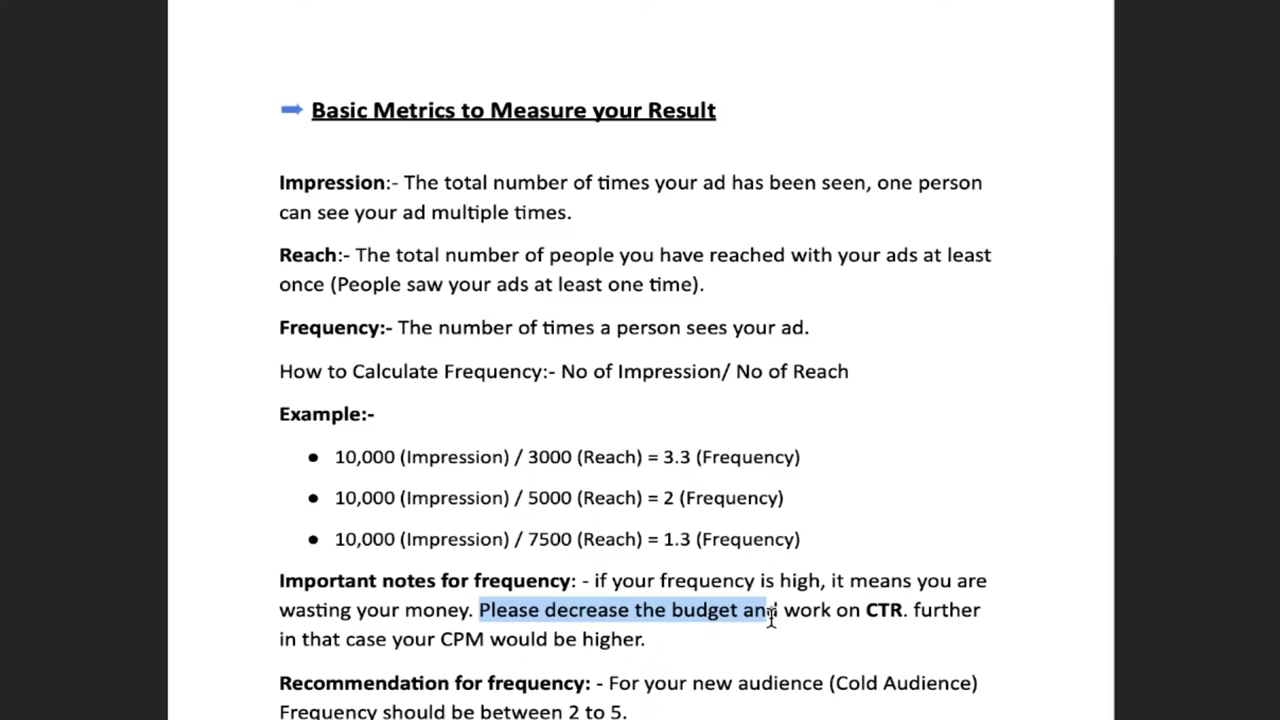 ➡ Basic Metrics to Measure your Result
Impression:- The total number of times your ad has been seen, one person
can see your ad multiple times.
Reach:- The total number of people you have reached with your ads at least
once (People saw your ads at least one time).
Frequency:- The number of times a person sees your ad.
How to Calculate Frequency:- No of Impression/ No of Reach
Example:-
● 10,000 (Impression) / 3000 (Reach) = 3.3 (Frequency)
● 10,000 (Impression) / 5000 (Reach) = 2 (Frequency)
● 10,000 (Impression) / 7500 (Reach) = 1.3 (Frequency)
Important notes for frequency: - if your frequency is high, it means you are
wasting your money. Please decrease the budget and work on CTR. further
in that case your CPM would be higher.
Recommendation for frequency: - For your new audience (Cold Audience)
Frequency should be between 2 to 5.